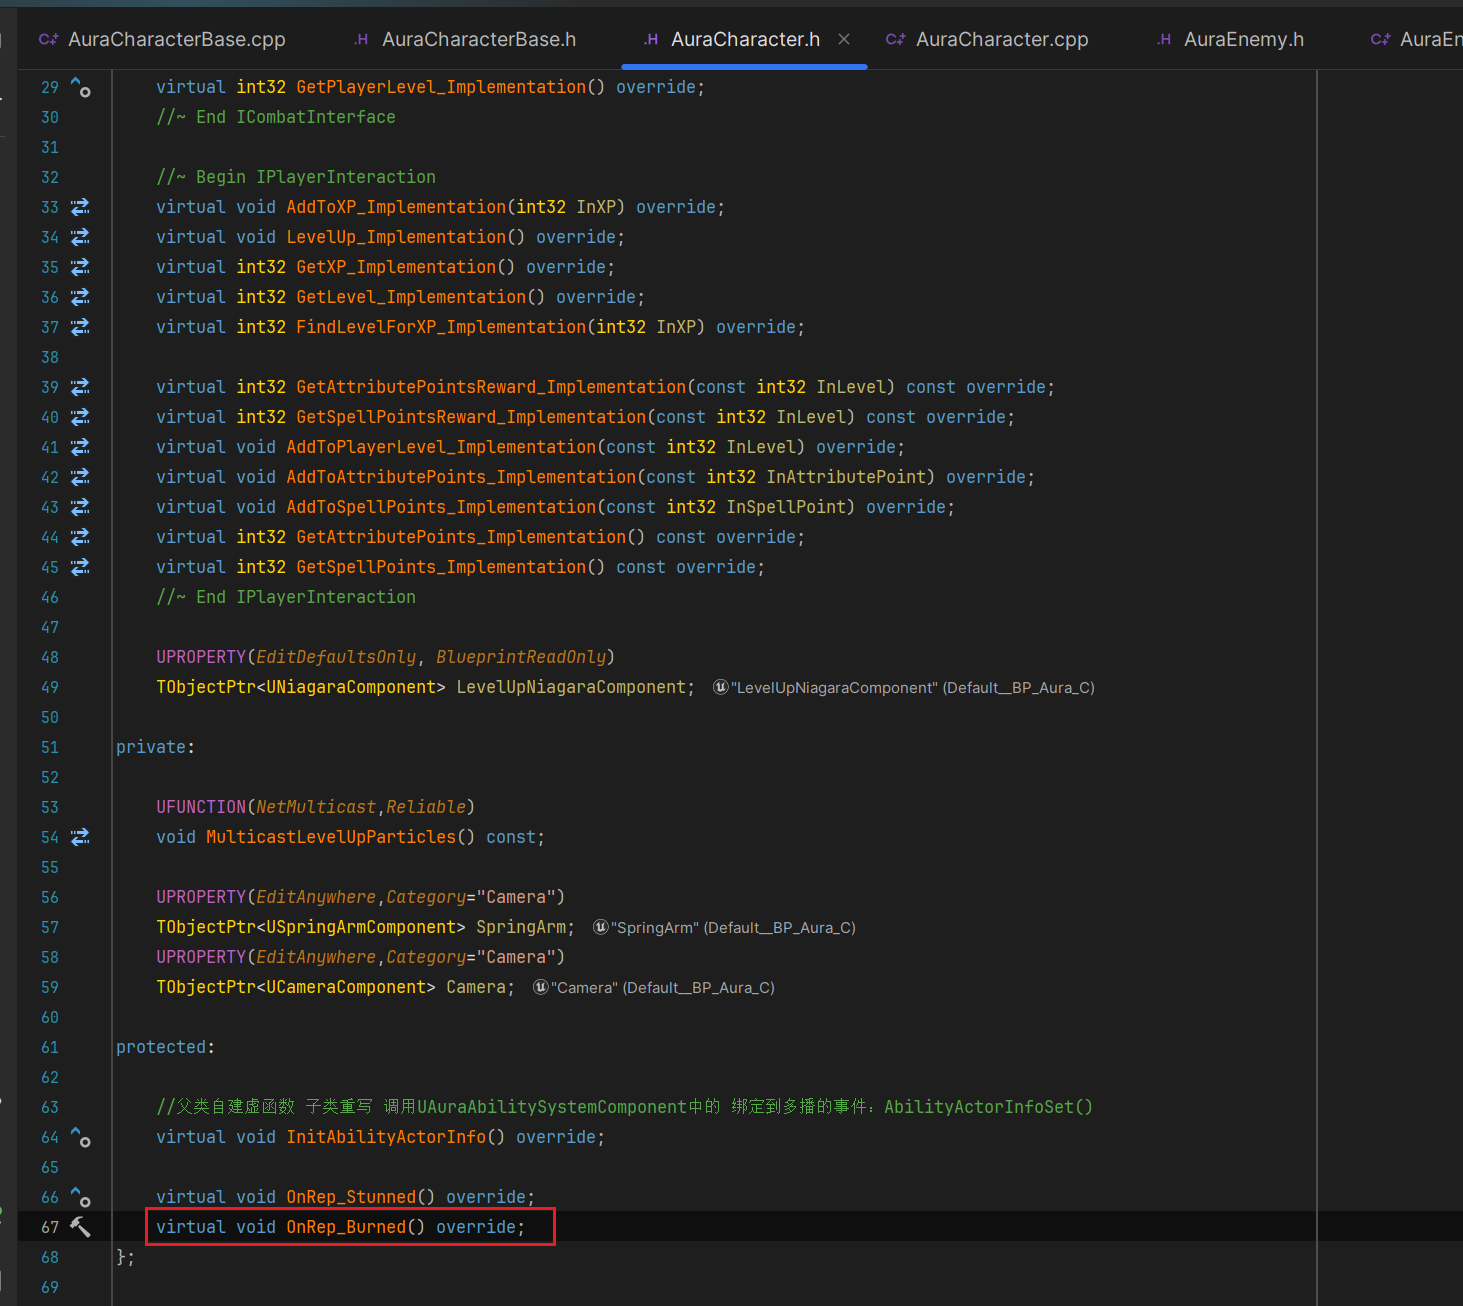 AuraCharacterBase.cpp AuraCharacterBase.h AuraCharacter.h AuraCharacter.cpp AuraEnemy.h AuraEn
29 virtual int32 GetPlayerLevel_Implementation() override;
30 //~ End ICombatInterface
31
32 //~ Begin IPlayerInteraction
33 virtual void AddToXP_Implementation(int32 InXP) override;
34 virtual void LevelUp_Implementation() override;
35 virtual int32 GetXP_Implementation() override;
36 virtual int32 GetLevel_Implementation() override;
37 virtual int32 FindLevelForXP_Implementation(int32 InXP) override;
38
39 virtual int32 GetAttributePointsReward_Implementation(const int32 InLevel) const override;
40 virtual int32 GetSpellPointsReward_Implementation(const int32 InLevel) const override;
41 virtual void AddToPlayerLevel_Implementation(const int32 InLevel) override;
42 virtual void AddToAttributePoints_Implementation(const int32 InAttributePoint) override;
43 virtual void AddToSpellPoints_Implementation(const int32 InSpellPoint) override;
44 virtual int32 GetAttributePoints_Implementation() const override;
45 virtual int32 GetSpellPoints_Implementation() const override;
46 //~ End IPlayerInteraction
47
48 UPROPERTY(EditDefaultsOnly, BlueprintReadOnly)
49 TObjectPtr<UNiagaraComponent> LevelUpNiagaraComponent; "LevelUpNiagaraComponent" (Default__BP_Aura_C)
50
51 private:
52
53 UFUNCTION(NetMulticast,Reliable)
54 void MulticastLevelUpParticles() const;
55
56 UPROPERTY(EditAnywhere,Category="Camera")
57 TObjectPtr<USpringArmComponent> SpringArm; "SpringArm" (Default__BP_Aura_C)
58 UPROPERTY(EditAnywhere,Category="Camera")
59 TObjectPtr<UCameraComponent> Camera; "Camera" (Default__BP_Aura_C)
60
61 protected:
62
63 //父类自建虚函数 子类重写 调用UAuraAbilitySystemComponent中的 绑定到多播的事件：AbilityActorInfoSet()
64 virtual void InitAbilityActorInfo() override;
65
66 virtual void OnRep_Stunned() override;
67 virtual void OnRep_Burned() override;
68 };
69